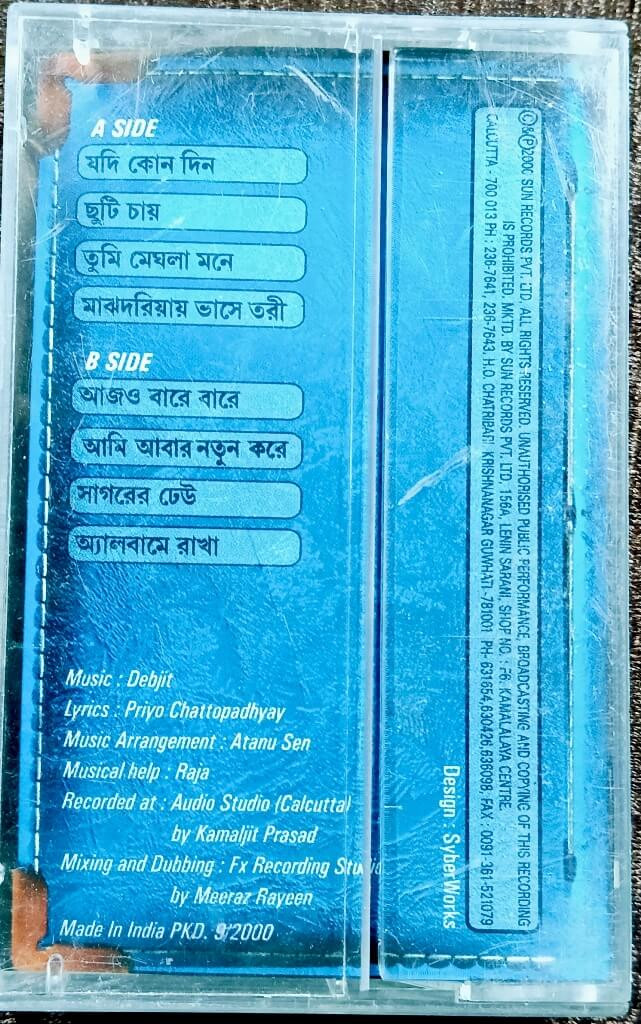 A SIDE
যদি কোন দিন
ছুটি চায়
তুমি মেঘলা মনে
মাঝদরিয়ায় ভাসে তরী
B SIDE
আজও বারে বারে
আমি আবার নতুন করে
সাগরের ঢেউ
অ্যালবামে রাখা
Music : Debjit
Lyrics : Priyo Chattopadhyay
Music Arrangement : Atanu Sen
Musical help : Raja
Recorded at : Audio Studio (Calcutta)
by Kamaljit Prasad
Mixing and Dubbing : Fx Recording Studio
by Meeraz Rayeen
Made In India PKD. 9/2000
©&℗2000 SUN RECORDS PVT. LTD. ALL RIGHTS RESERVED. UNAUTHORISED PUBLIC PERFORMANCE, BROADCASTING AND COPYING OF THIS RECORDING
IS PROHIBITED. MKTD. BY SUN RECORDS PVT. LTD. 156A, LENIN SARANI, SHOP NO. KAMALALAYA CENTRE,
CALCUTTA - 700 013 PH : 236-7641, 236-7643. H.O. CHATRIBARI KRISHNANAGAR GUWHATI -781001 PH- 631654,630426,636098, FAX - 0091-361-521079
Design : SyberWorks